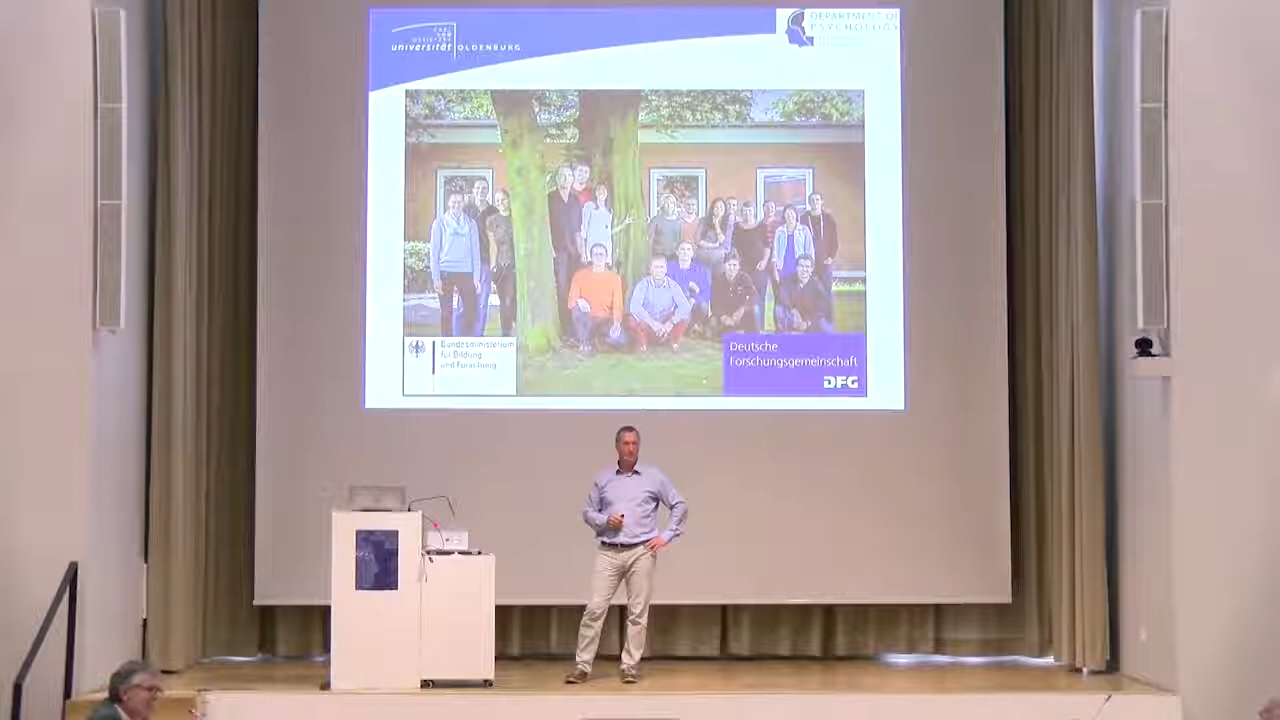 universität OLDENBURG
DEPARTMENT OF
PSYCHOLOGY
Bundesministerium
für Bildung
und Forschung
Deutsche
Forschungsgemeinschaft
DFG